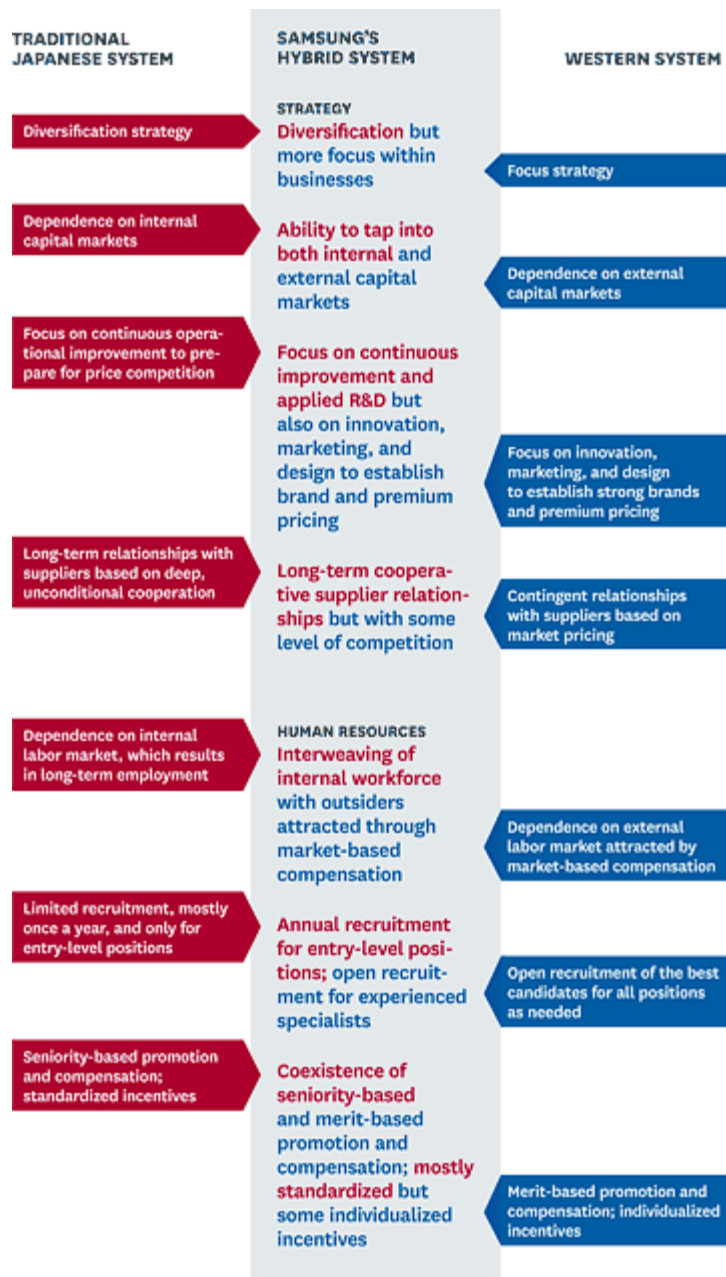 TRADITIONAL
JAPANESE SYSTEM
SAMSUNG'S
HYBRID SYSTEM
WESTERN SYSTEM
STRATEGY
Diversification strategy
Diversification but
more focus within
businesses
Focus strategy
Dependence on internal
capital markets
Ability to tap into
both internal and
external capital
markets
Dependence on external
capital markets
Focus on continuous opera-
tional improvement to pre-
pare for price competition
Focus on continuous
improvement and
applied R&D but
also on innovation,
marketing, and
design to establish
brand and premium
pricing
Focus on innovation,
marketing, and design
to establish strong brands
and premium pricing
Long-term relationships with
suppliers based on deep,
unconditional cooperation
Long-term coopera-
tive supplier relation-
ships but with some
level of competition
Contingent relationships
with suppliers based on
market pricing
HUMAN RESOURCES
Dependence on internal
labor market, which results
in long-term employment
Interweaving of
internal workforce
with outsiders
attracted through
market-based
compensation
Dependence on external
labor market attracted by
market-based compensation
Limited recruitment, mostly
once a year, and only for
entry-level positions
Annual recruitment
for entry-level posi-
tions; open recruit-
ment for experienced
specialists
Open recruitment of the best
candidates for all positions
as needed
Seniority-based promotion
and compensation;
standardized incentives
Coexistence of
seniority-based
and merit-based
promotion and
compensation; mostly
standardized but
some individualized
incentives
Merit-based promotion and
compensation; individualized
incentives